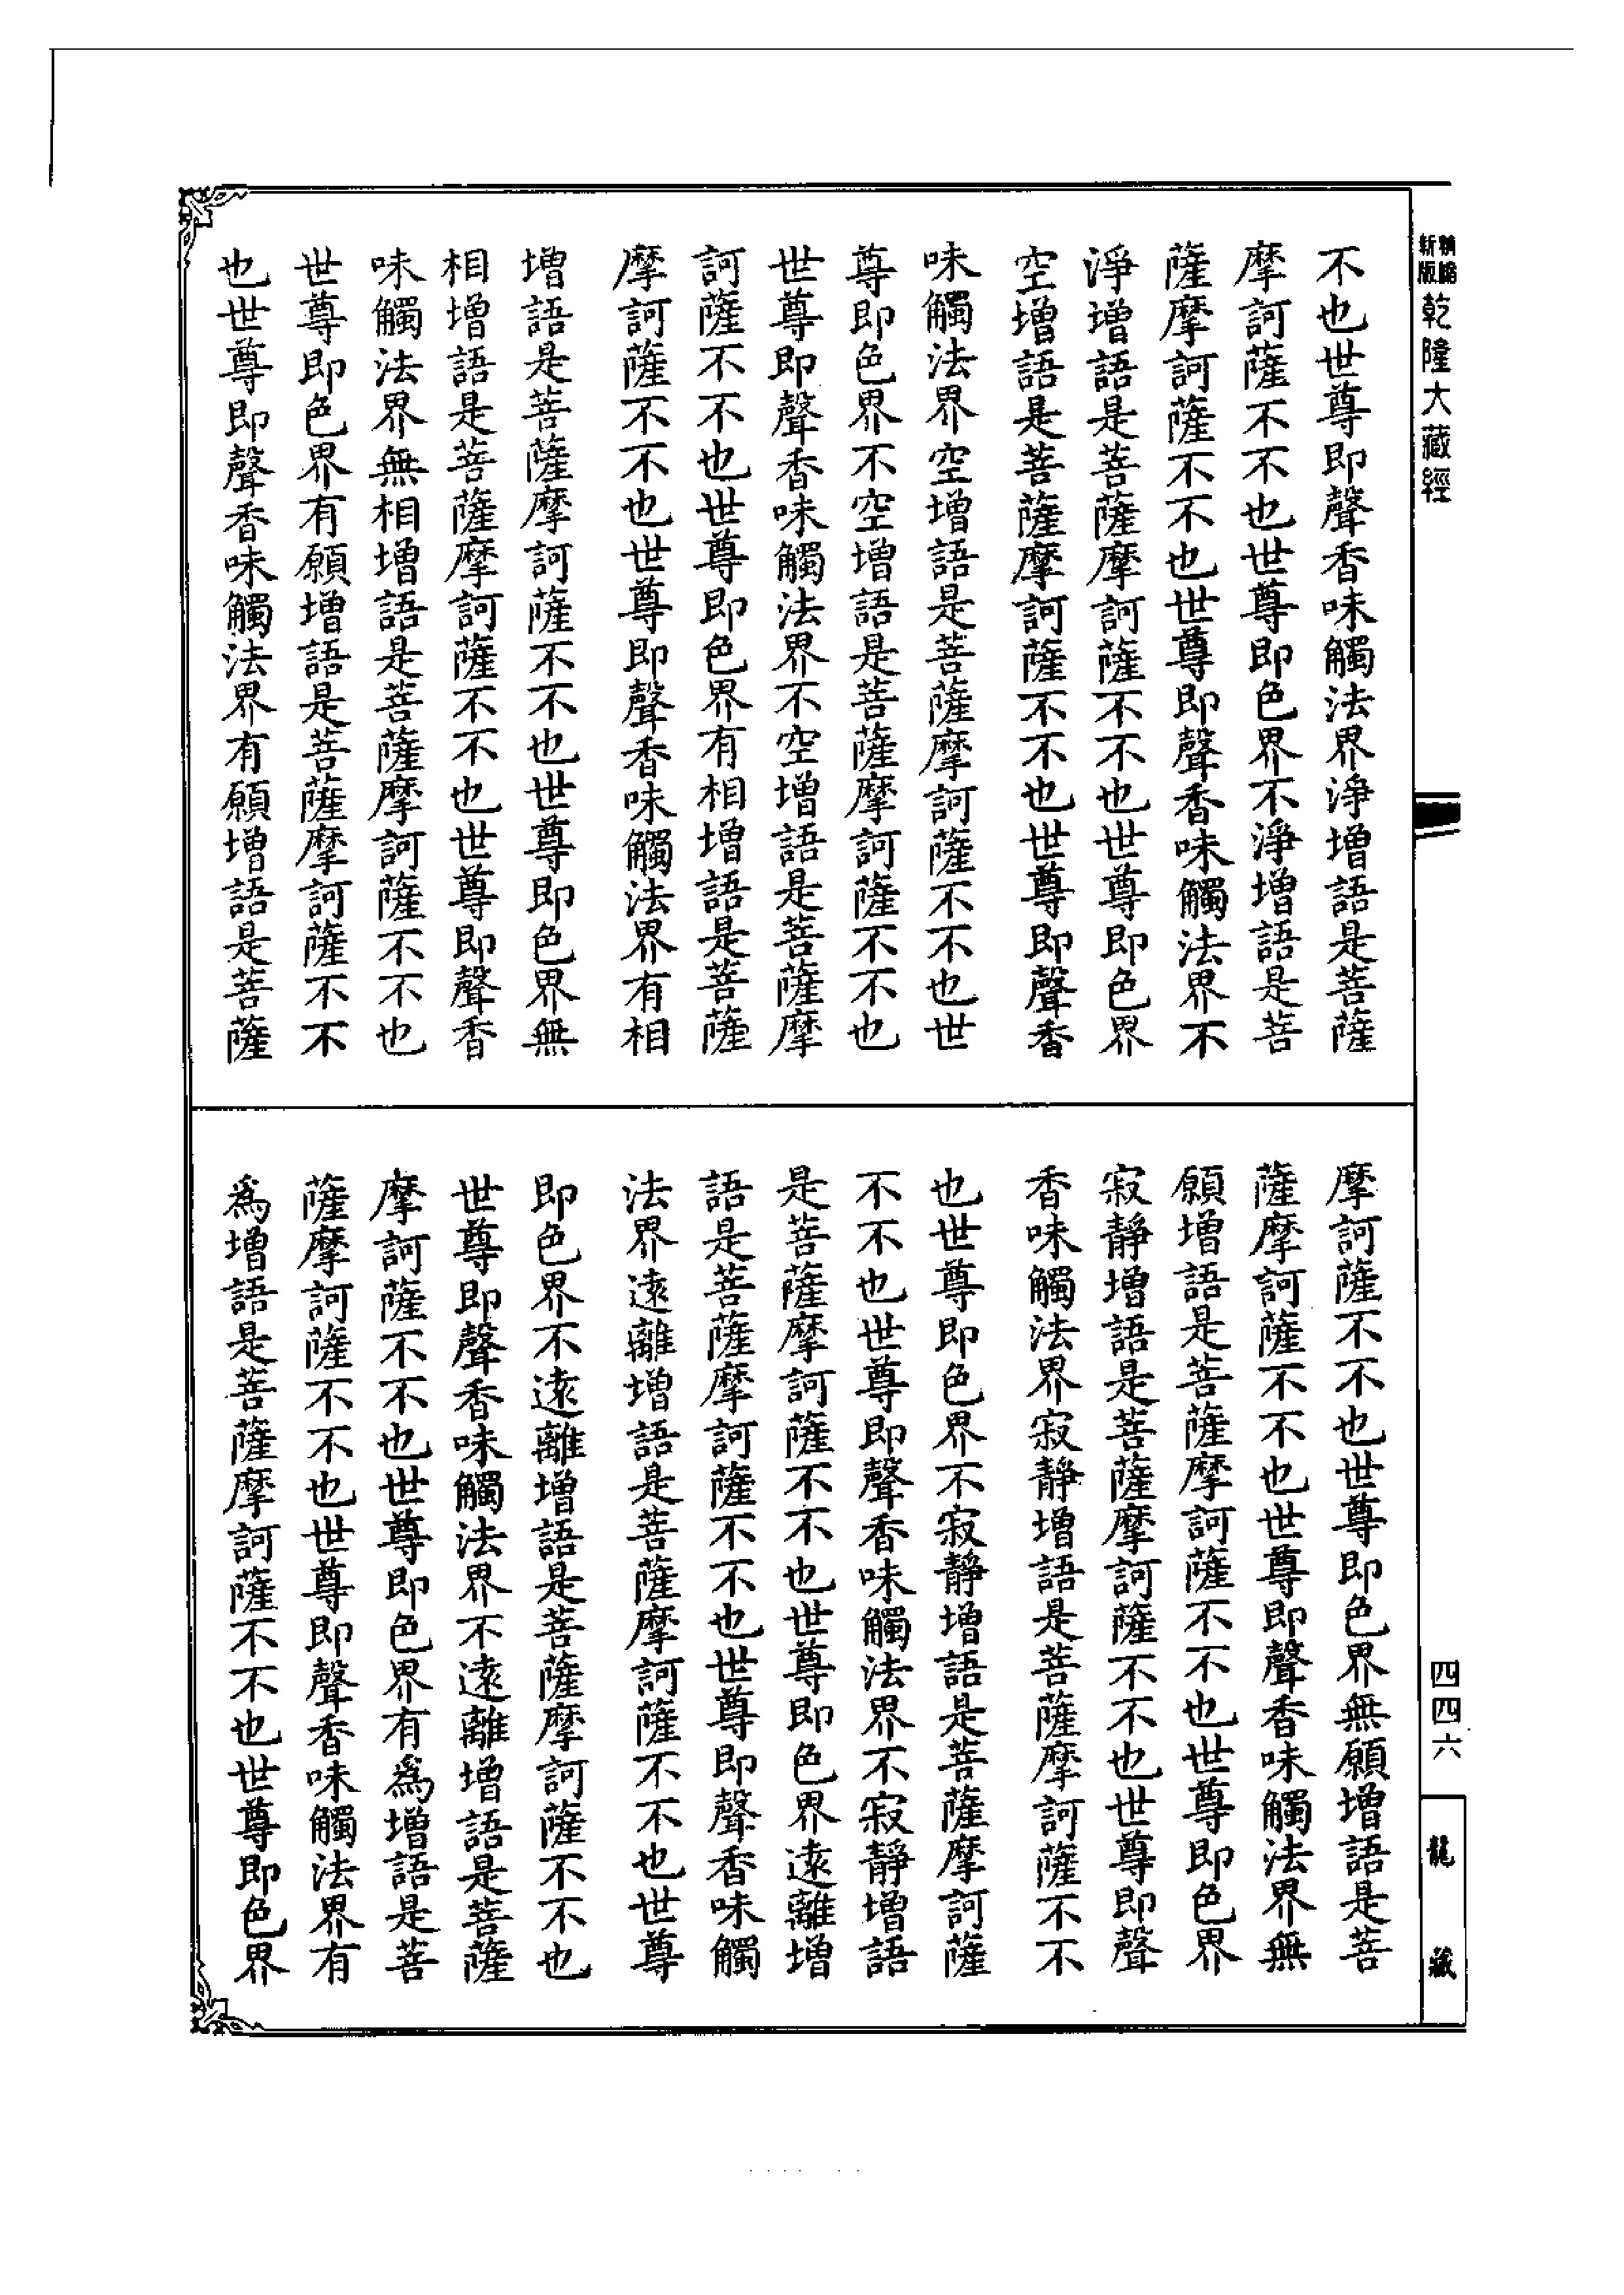 精縮新版乾隆大藏經
不也世尊即聲香味觸法界淨增語是菩薩
摩訶薩不不也世尊即色界不淨增語是菩
薩摩訶薩不不也世尊即聲香味觸法界不
淨增語是菩薩摩訶薩不不也世尊即色界
空增語是菩薩摩訶薩不不也世尊即聲香
味觸法界空增語是菩薩摩訶薩不不也世
尊即色界不空增語是菩薩摩訶薩不不也
世尊即聲香味觸法界不空增語是菩薩摩
訶薩不不也世尊即色界有相增語是菩薩
摩訶薩不不也世尊即聲香味觸法界有相
增語是菩薩摩訶薩不不也世尊即色界無
相增語是菩薩摩訶薩不不也世尊即聲香
味觸法界無相增語是菩薩摩訶薩不不也
世尊即色界有願增語是菩薩摩訶薩不不
也世尊即聲香味觸法界有願增語是菩薩
摩訶薩不不也世尊即色界無願增語是菩
薩摩訶薩不不也世尊即聲香味觸法界無
願增語是菩薩摩訶薩不不也世尊即色界
寂靜增語是菩薩摩訶薩不不也世尊即聲
香味觸法界寂靜增語是菩薩摩訶薩不不
也世尊即色界不寂靜增語是菩薩摩訶薩
不不也世尊即聲香味觸法界不寂靜增語
是菩薩摩訶薩不不也世尊即色界遠離增
語是菩薩摩訶薩不不也世尊即聲香味觸
法界遠離增語是菩薩摩訶薩不不也世尊
即色界不遠離增語是菩薩摩訶薩不不也
世尊即聲香味觸法界不遠離增語是菩薩
摩訶薩不不也世尊即色界有爲增語是菩
薩摩訶薩不不也世尊即聲香味觸法界有
爲增語是菩薩摩訶薩不不也世尊即色界
四四六
龍藏